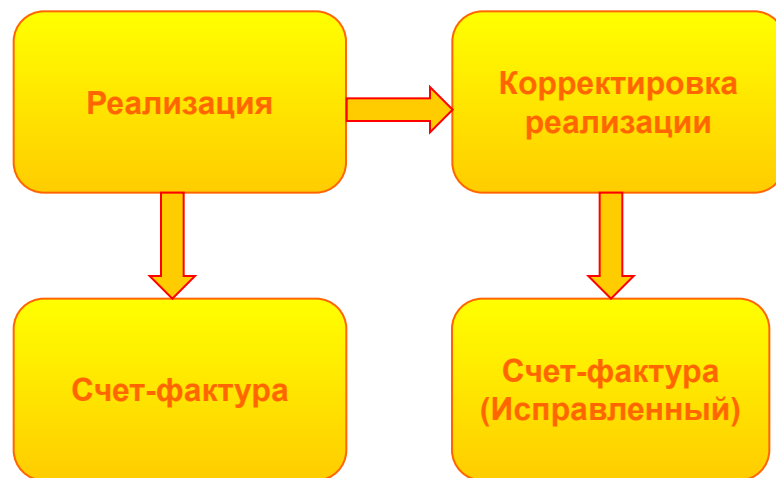 Реализация
Корректировка
реализации
Счет-фактура
Счет-фактура
(Исправленный)